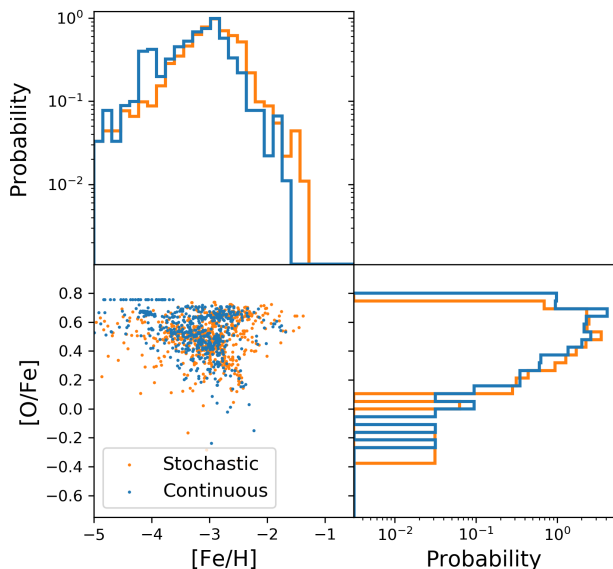 10⁰
10⁻¹
10⁻²
Probability
0.8
0.6
0.4
0.2
0.0
−0.2
−0.4
−0.6
[O/Fe]
Stochastic
Continuous
−5 −4 −3 −2 −1
[Fe/H]
10⁻² 10⁻¹ 10⁰
Probability